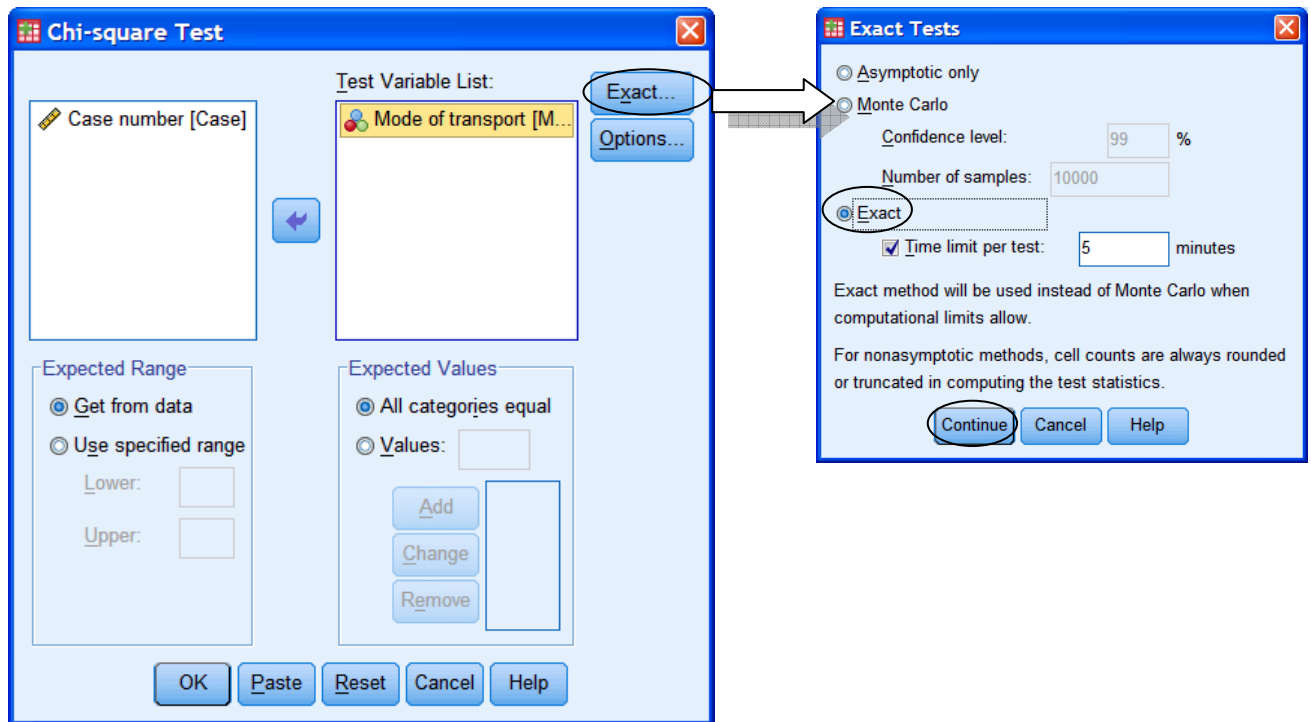 Chi-square Test
Test Variable List:
Case number [Case]
Mode of transport [M...
Exact...
Options...
Expected Range
Get from data
Use specified range
Lower:
Upper:
Expected Values
All categories equal
Values:
Add
Change
Remove
OK
Paste
Reset
Cancel
Help
Exact Tests
Asymptotic only
Monte Carlo
Confidence level: 99 %
Number of samples: 10000
Exact
Time limit per test: 5 minutes
Exact method will be used instead of Monte Carlo when
computational limits allow.
For nonasymptotic methods, cell counts are always rounded
or truncated in computing the test statistics.
Continue
Cancel
Help